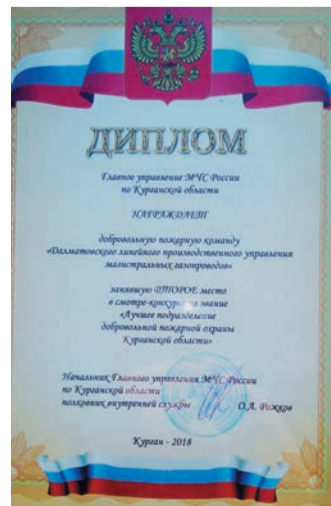 ДИПЛОМ
Главное управление МЧС России
по Курганской области
НАГРАЖДАЕТ
добровольную пожарную команду
«Далматовского линейного производственного управления
магистральных газопроводов»
занявшую ВТОРОЕ место
в смотре-конкурсе на звание
«Лучшее подразделение
добровольной пожарной охраны
Курганской области»
Начальник Главного управления МЧС России
по Курганской области
полковник внутренней службы О.А. Рожков
Курган - 2018